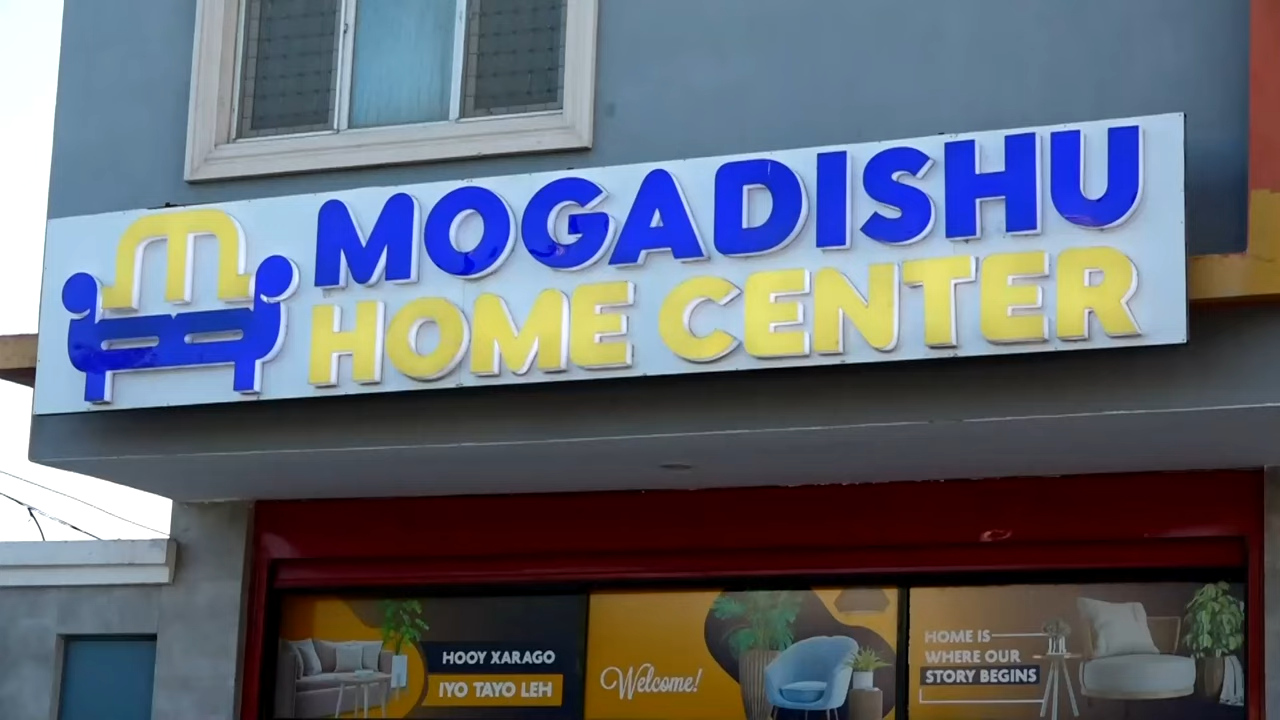 MOGADISHU
HOME CENTER
HOOY XARAGO
IYO TAYO LEH
Welcome!
HOME IS
WHERE OUR
STORY BEGINS